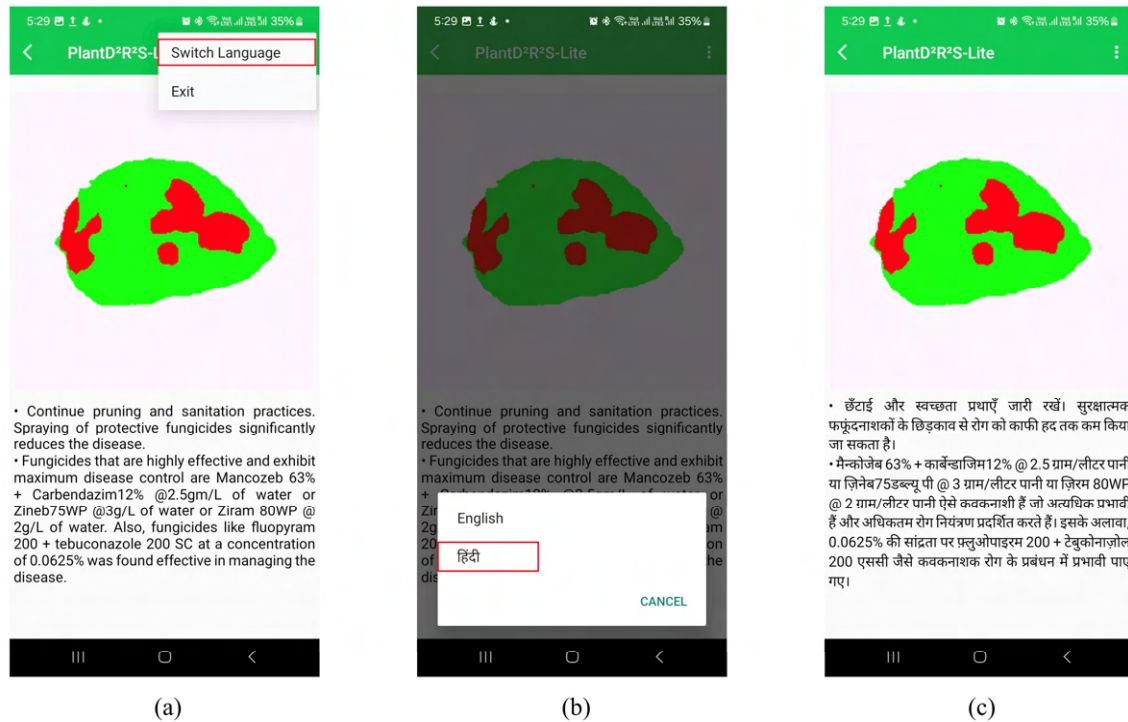 5:29
35%
PlantD²R²S-L
Switch Language
Exit
• Continue pruning and sanitation practices.
Spraying of protective fungicides significantly
reduces the disease.
• Fungicides that are highly effective and exhibit
maximum disease control are Mancozeb 63%
+ Carbendazim12% @2.5gm/L of water or
Zineb75WP @3g/L of water or Ziram 80WP @
2g/L of water. Also, fungicides like fluopyram
200 + tebuconazole 200 SC at a concentration
of 0.0625% was found effective in managing the
disease.
(a)
5:29
35%
PlantD²R²S-Lite
• Continue pruning and sanitation practices.
Spraying of protective fungicides significantly
reduces the disease.
• Fungicides that are highly effective and exhibit
maximum disease control are Mancozeb 63%
English
हिंदी
CANCEL
(b)
5:29
35%
PlantD²R²S-Lite
• छँटाई और स्वच्छता प्रथाएँ जारी रखें। सुरक्षात्मक
फफूंदनाशकों के छिड़काव से रोग को काफी हद तक कम किया
जा सकता है।
• मैन्कोजेब 63% + कार्बेन्डाजिम12% @ 2.5 ग्राम/लीटर पानी
या ज़िनेब75डब्ल्यू पी @ 3 ग्राम/लीटर पानी या ज़िरम 80WP
@ 2 ग्राम/लीटर पानी ऐसे कवकनाशी हैं जो अत्यधिक प्रभावी
हैं और अधिकतम रोग नियंत्रण प्रदर्शित करते हैं। इसके अलावा,
0.0625% की सांद्रता पर फ़्लुओपाइरम 200 + टेबुकोनाज़ोल
200 एससी जैसे कवकनाशक रोग के प्रबंधन में प्रभावी पाए
गए।
(c)